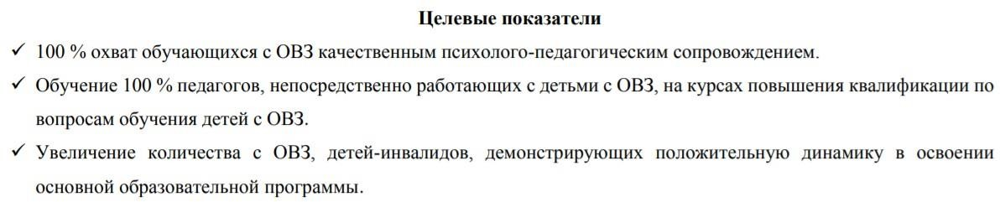 Целевые показатели
✓ 100 % охват обучающихся с ОВЗ качественным психолого-педагогическим сопровождением.
✓ Обучение 100 % педагогов, непосредственно работающих с детьми с ОВЗ, на курсах повышения квалификации по
вопросам обучения детей с ОВЗ.
✓ Увеличение количества с ОВЗ, детей-инвалидов, демонстрирующих положительную динамику в освоении
основной образовательной программы.